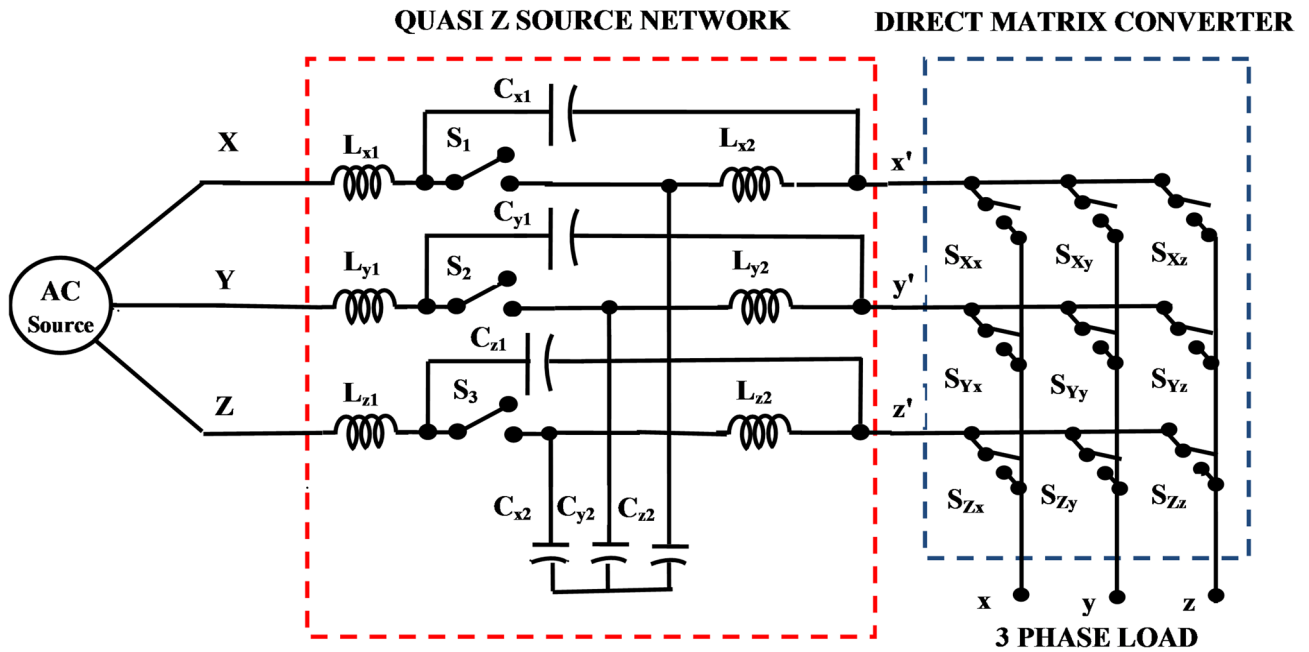 QUASI Z SOURCE NETWORK
DIRECT MATRIX CONVERTER
Cx1
X
Lx1
S1
Lx2
x'
Cy1
SXx
SXy
SXz
Y
Ly1
S2
Ly2
y'
AC
Source
Cz1
SYx
SYy
SYz
Z
Lz1
S3
Lz2
z'
Cx2
Cy2
Cz2
SZx
SZy
SZz
x
y
z
3 PHASE LOAD